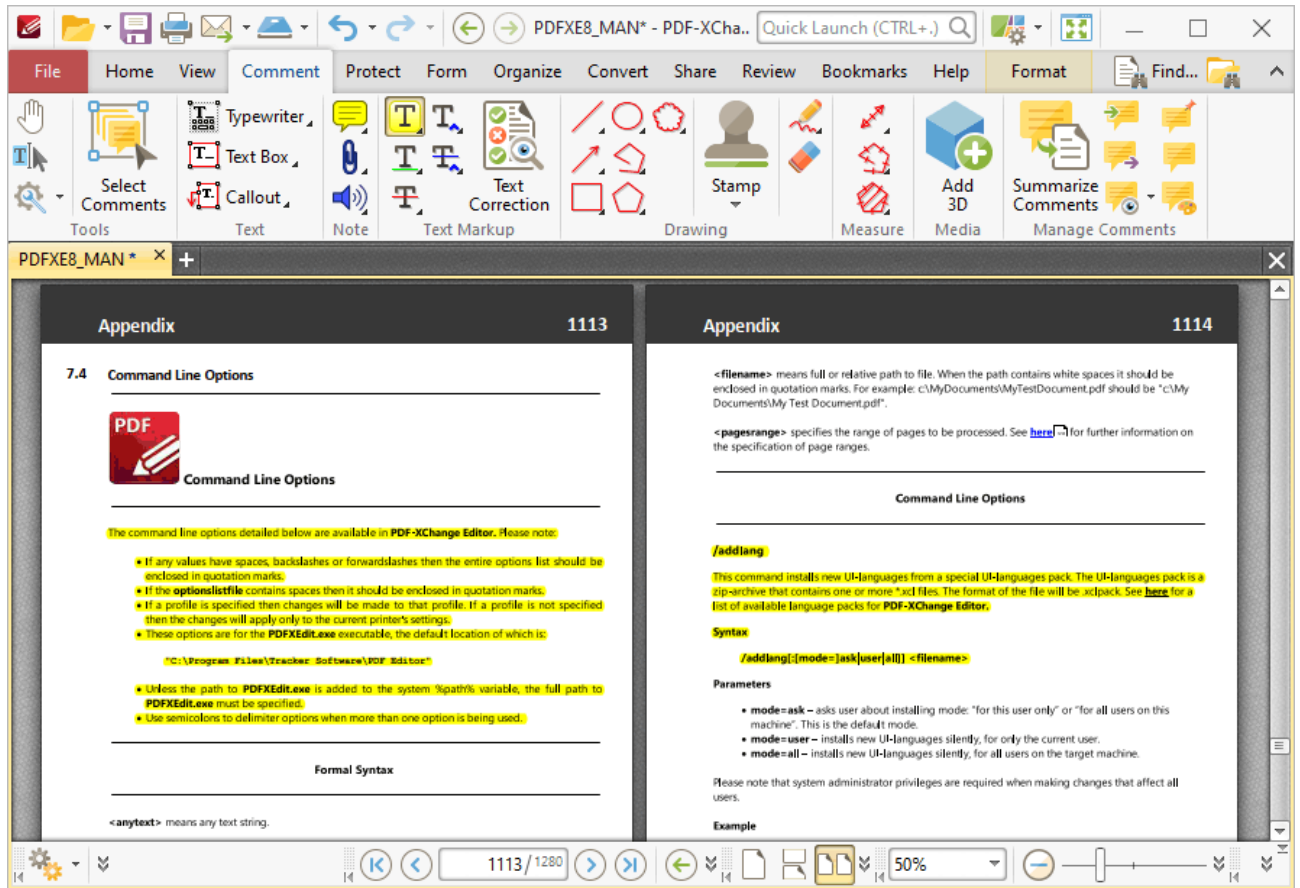 PDFXE8_MAN* - PDF-XCha.. Quick Launch (CTRL+.)
File Home View Comment Protect Form Organize Convert Share Review Bookmarks Help Format Find...
Typewriter
Text Box
Callout
Select Comments
Text Correction
Stamp
Add 3D
Summarize Comments
Tools Text Note Text Markup Drawing Measure Media Manage Comments
PDFXE8_MAN *
Appendix 1113
7.4 Command Line Options
PDF
Command Line Options
The command line options detailed below are available in PDF-XChange Editor. Please note:
• If any values have spaces, backslashes or forwardslashes then the entire options list should be
enclosed in quotation marks.
• If the optionslistfile contains spaces then it should be enclosed in quotation marks.
• If a profile is specified then changes will be made to that profile. If a profile is not specified
then the changes will apply only to the current printer's settings.
• These options are for the PDFXEdit.exe executable, the default location of which is:
"C:\Program Files\Tracker Software\PDF Editor"
• Unless the path to PDFXEdit.exe is added to the system %path% variable, the full path to
PDFXEdit.exe must be specified.
• Use semicolons to delimiter options when more than one option is being used.
Formal Syntax
<anytext> means any text string.
Appendix 1114
<filename> means full or relative path to file. When the path contains white spaces it should be
enclosed in quotation marks. For example: c\MyDocuments\MyTestDocument.pdf should be "c\My
Documents\My Test Document.pdf".
<pagesrange> specifies the range of pages to be processed. See here for further information on
the specification of page ranges.
Command Line Options
/addlang
This command installs new UI-languages from a special UI-languages pack. The UI-languages pack is a
zip-archive that contains one or more *.xcl files. The format of the file will be .xclpack. See here for a
list of available language packs for PDF-XChange Editor.
Syntax
/addlang[:[mode=]ask|user|all]] <filename>
Parameters
• mode=ask – asks user about installing mode: "for this user only" or "for all users on this
machine". This is the default mode.
• mode=user – installs new UI-languages silently, for only the current user.
• mode=all – installs new UI-languages silently, for all users on the target machine.
Please note that system administrator privileges are required when making changes that affect all
users.
Example
1113 / 1280 50%